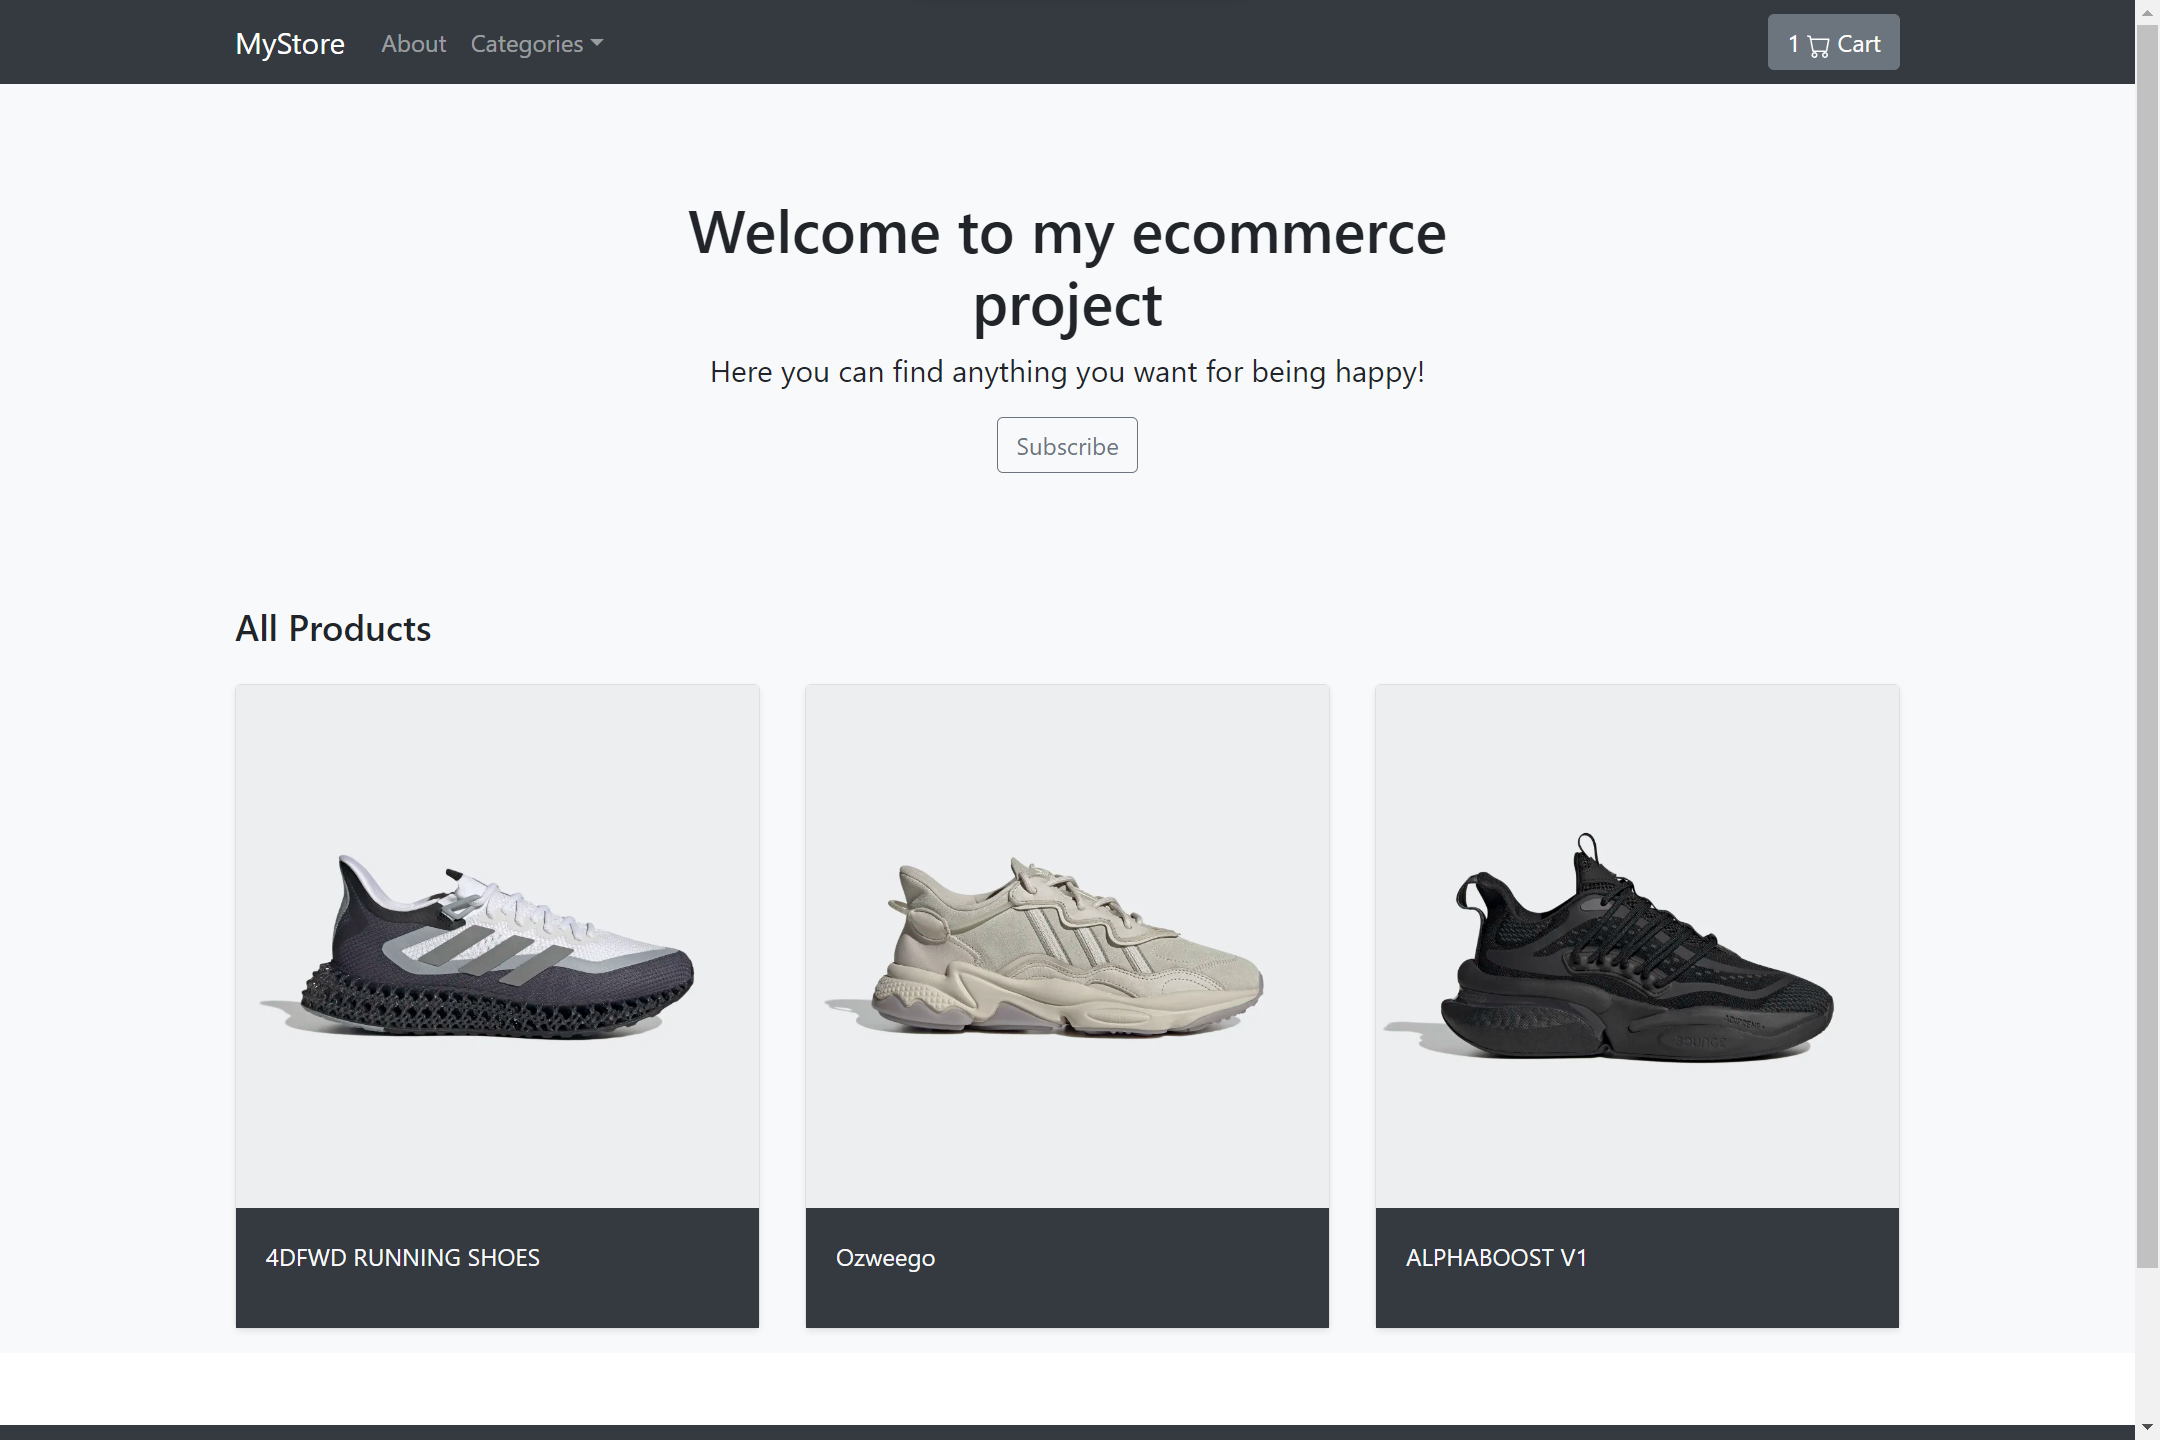 MyStore About Categories 1 Cart
Welcome to my ecommerce
project
Here you can find anything you want for being happy!
Subscribe
All Products
BOUNCE
4DFWD RUNNING SHOES
Ozweego
ALPHABOOST V1